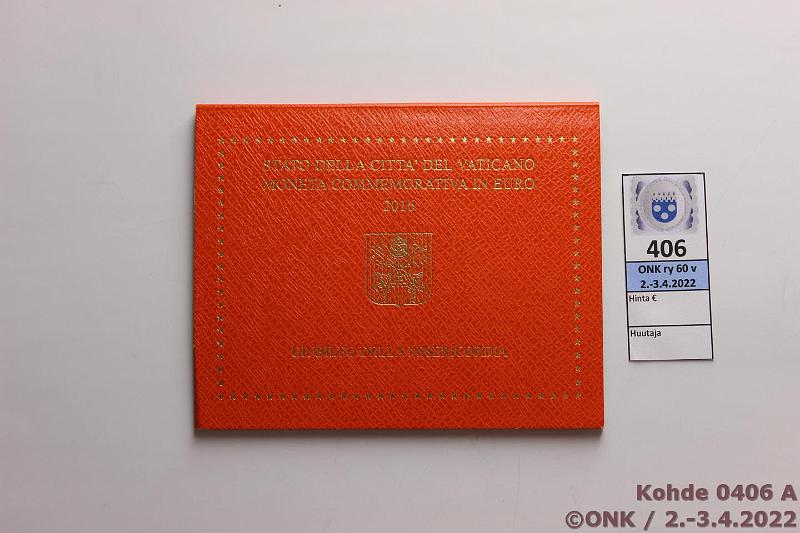 STATO DELLA CITTA' DEL VATICANO
MONETA COMMEMORATIVA IN EURO
2016
GIUBILEO DELLA MISERICORDIA
406
ONK ry 60 v
2.-3.4.2022
Hinta €
Huutaja
Kohde 0406 A
©ONK / 2.-3.4.2022